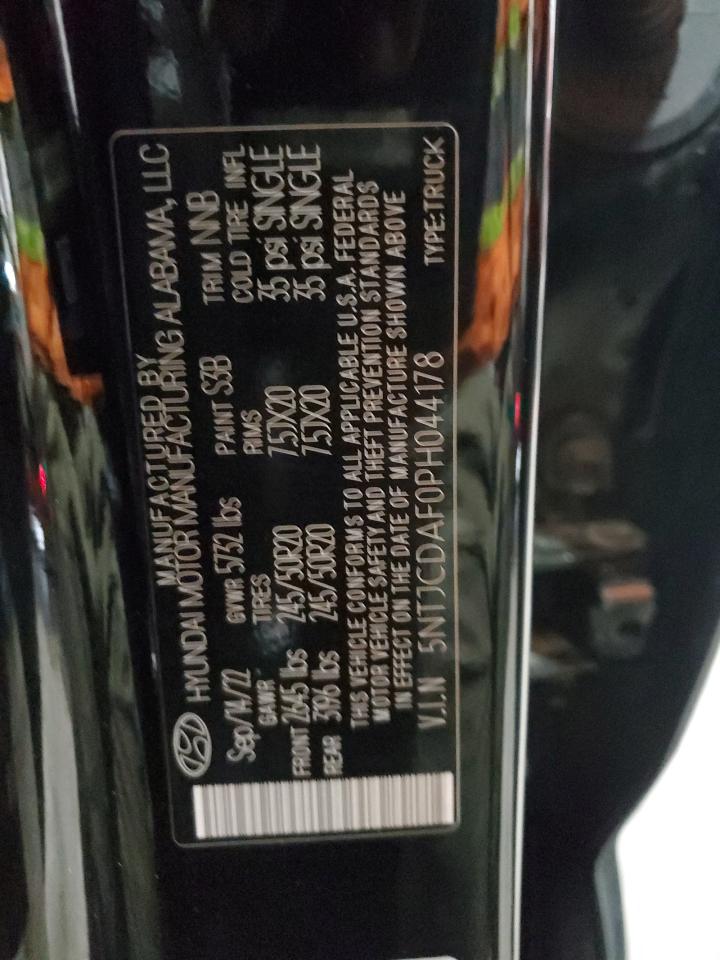 MANUFACTURED BY
HYUNDAI MOTOR MANUFACTURING ALABAMA, LLC
Sep/14/22 GVWR 5732 lbs PAINT S3B TRIM NNB
GAWR TIRES RIMS COLD TIRE INFL
FRONT 2645 lbs 245/50R20 7.5JX20 35 psi SINGLE
REAR 3196 lbs 245/50R20 7.5JX20 35 psi SINGLE
THIS VEHICLE CONFORMS TO ALL APPLICABLE U.S.A. FEDERAL
MOTOR VEHICLE SAFETY AND THEFT PREVENTION STANDARDS
IN EFFECT ON THE DATE OF MANUFACTURE SHOWN ABOVE
V.I.N 5NTJCDAF0PH044178 TYPE:TRUCK